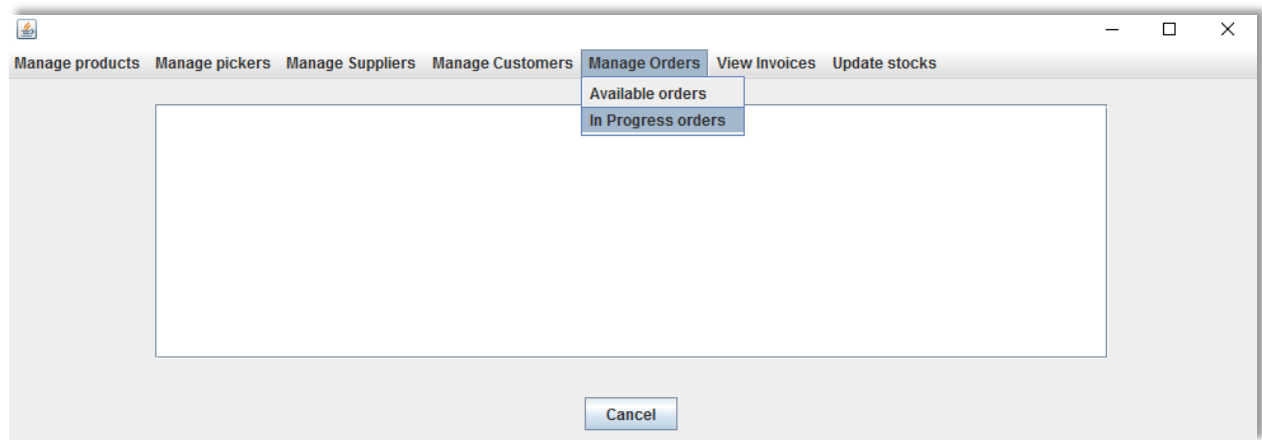 Manage products Manage pickers Manage Suppliers Manage Customers Manage Orders View Invoices Update stocks
Available orders
In Progress orders
Cancel